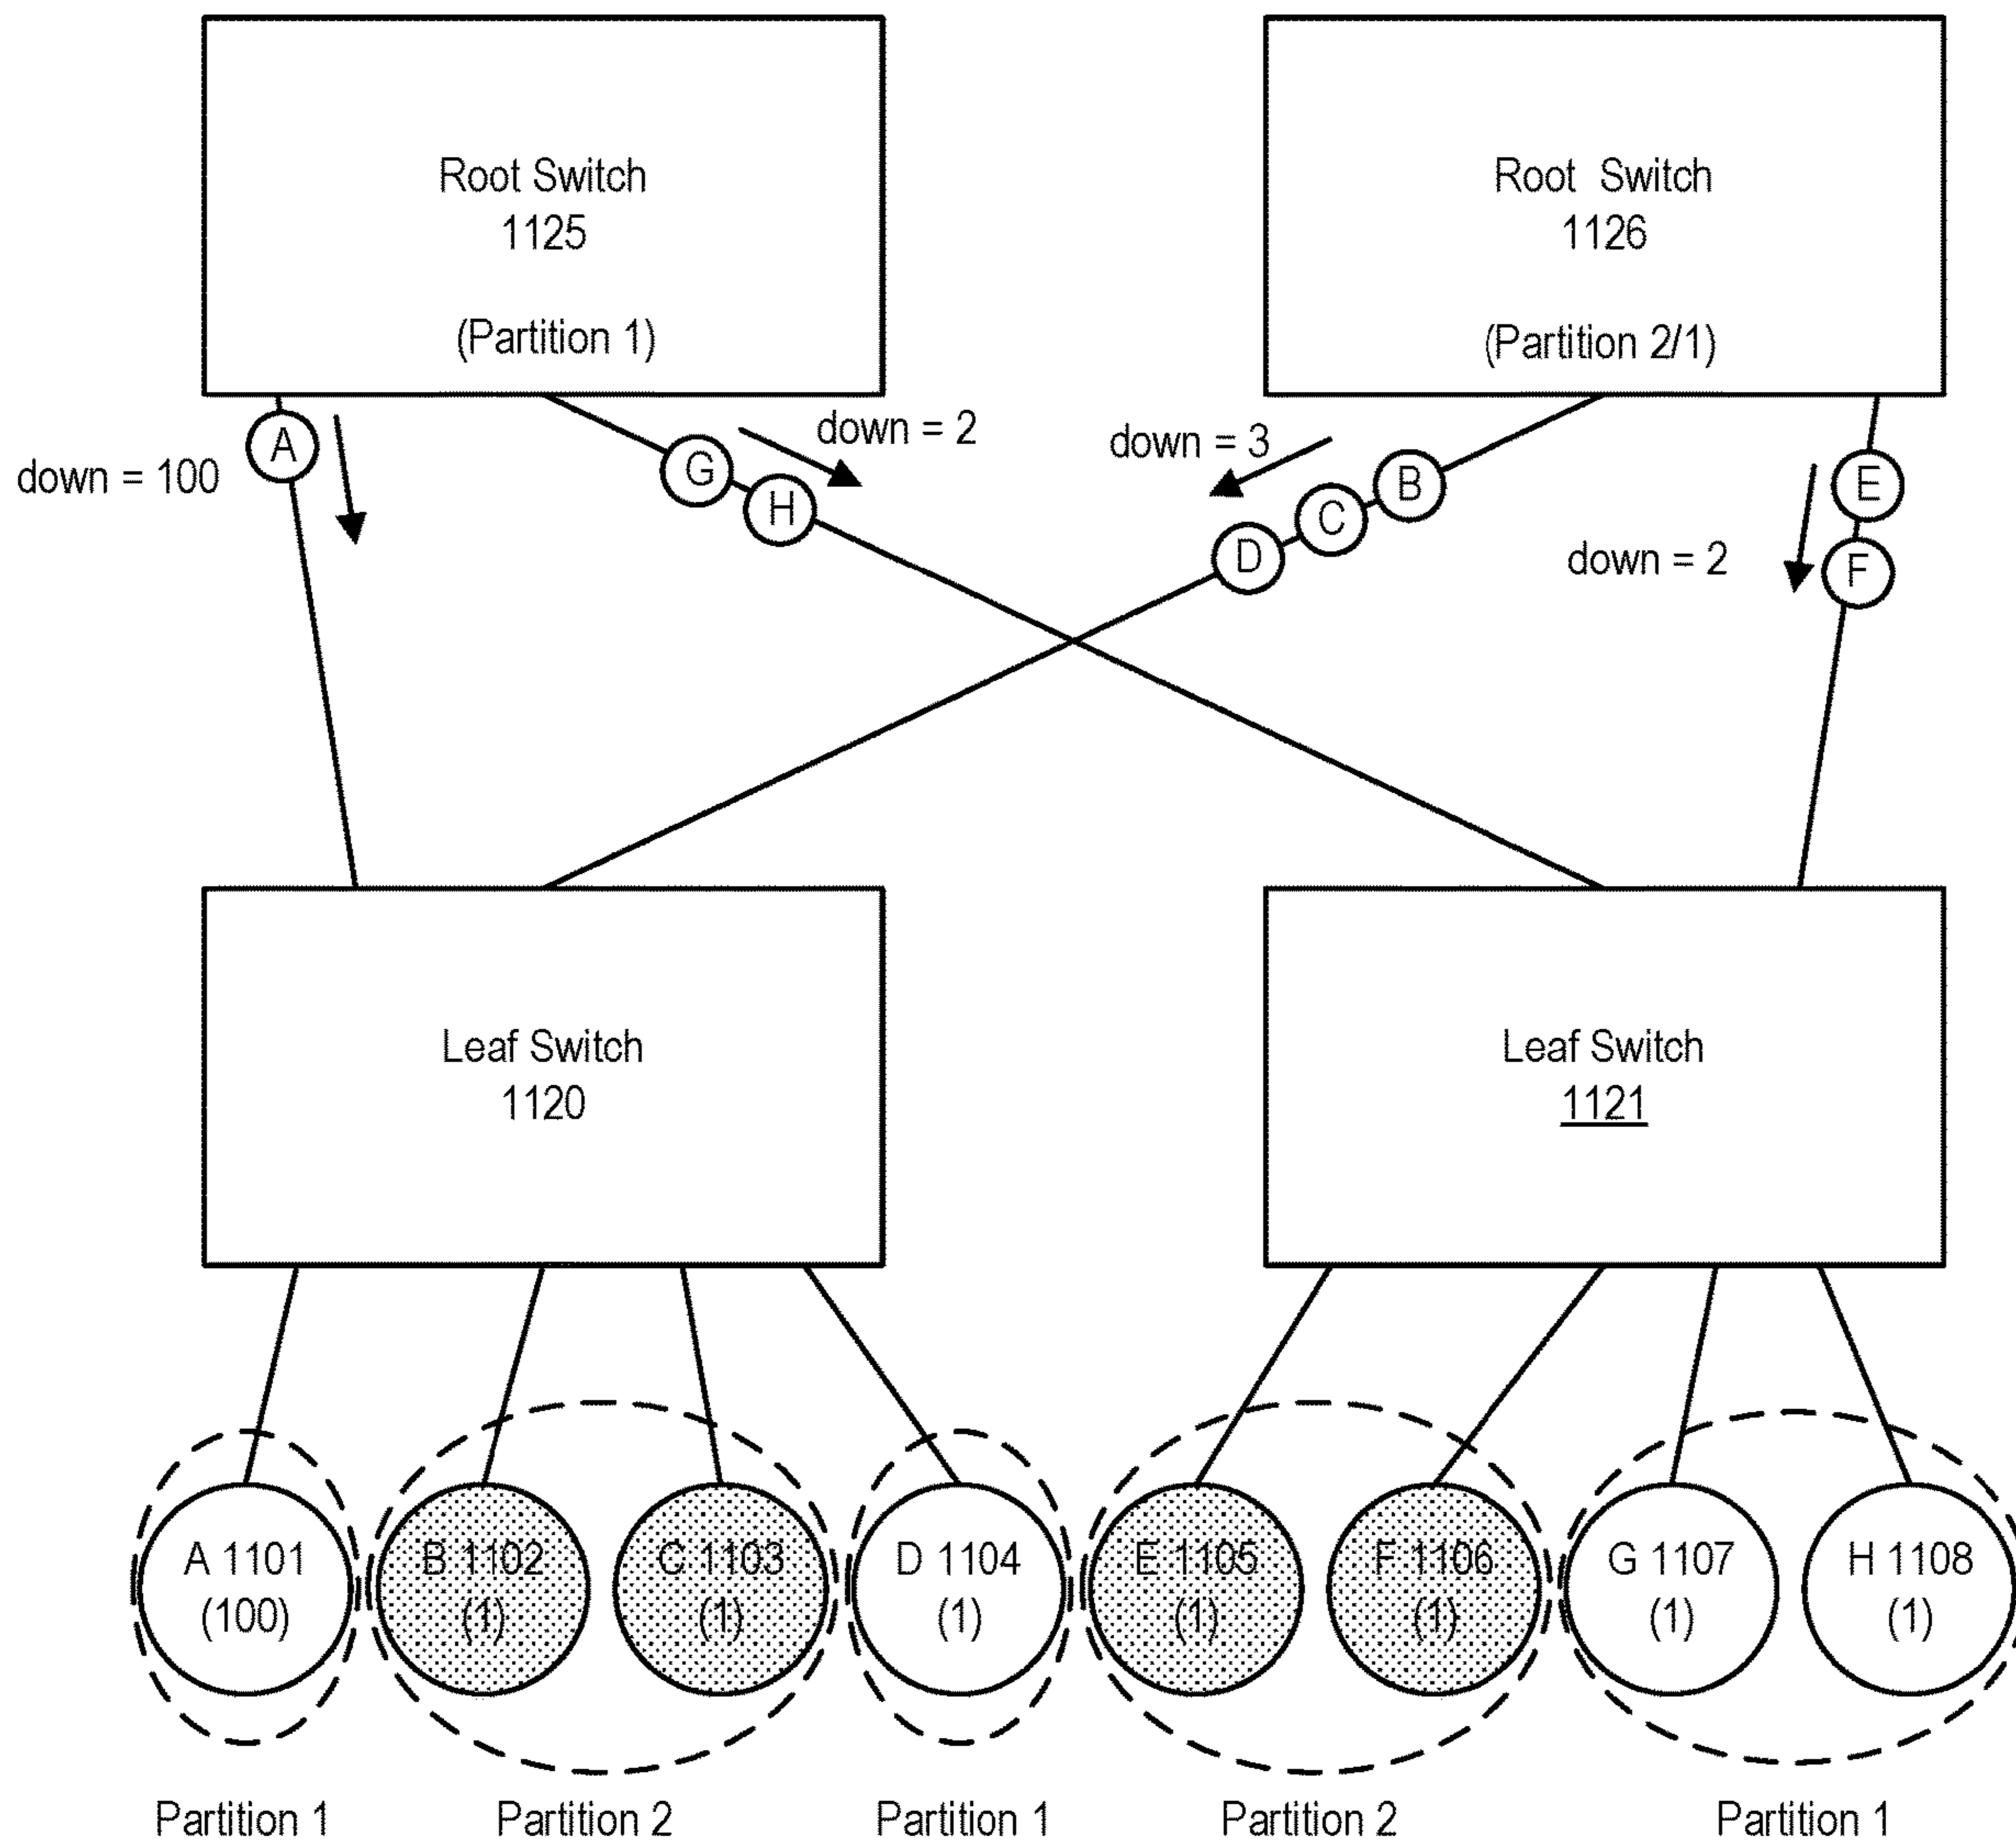 Root Switch
1125
(Partition 1)
Root Switch
1126
(Partition 2/1)
A
down = 100
G
H
down = 2
down = 3
B
C
D
E
F
down = 2
Leaf Switch
1120
Leaf Switch
1121
A 1101
(100)
B 1102
(1)
C 1103
(1)
D 1104
(1)
E 1105
(1)
F 1106
(1)
G 1107
(1)
H 1108
(1)
Partition 1
Partition 2
Partition 1
Partition 2
Partition 1